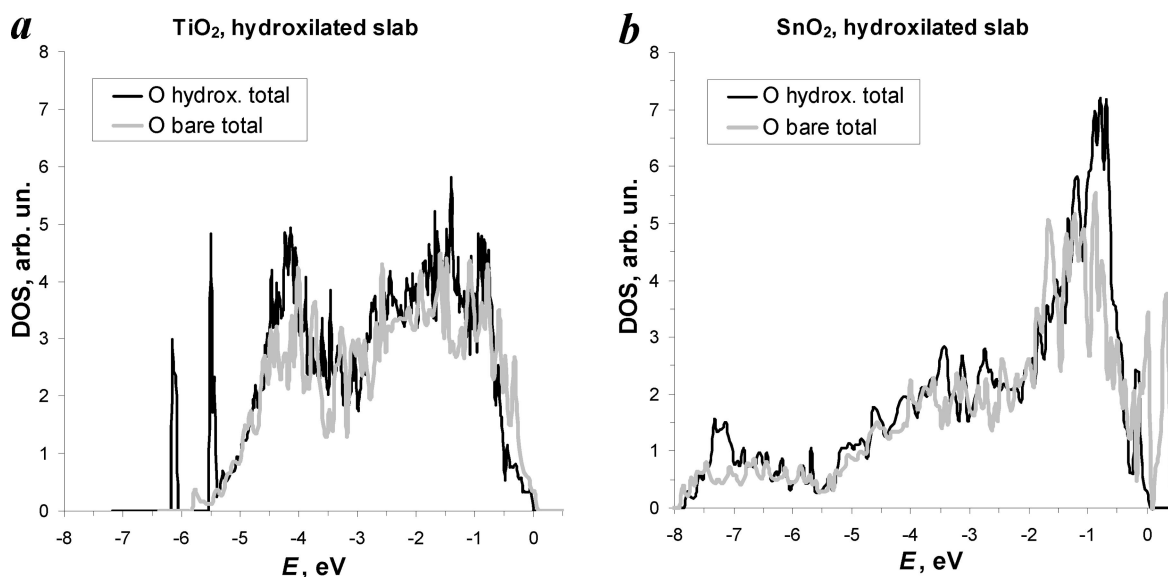 a
TiO₂, hydroxilated slab
8
7
6
5
4
3
2
1
0
DOS, arb. un.
O hydrox. total
O bare total
-8 -7 -6 -5 -4 -3 -2 -1 0
E, eV
b
SnO₂, hydroxilated slab
8
7
6
5
4
3
2
1
0
DOS, arb. un.
O hydrox. total
O bare total
-8 -7 -6 -5 -4 -3 -2 -1 0
E, eV